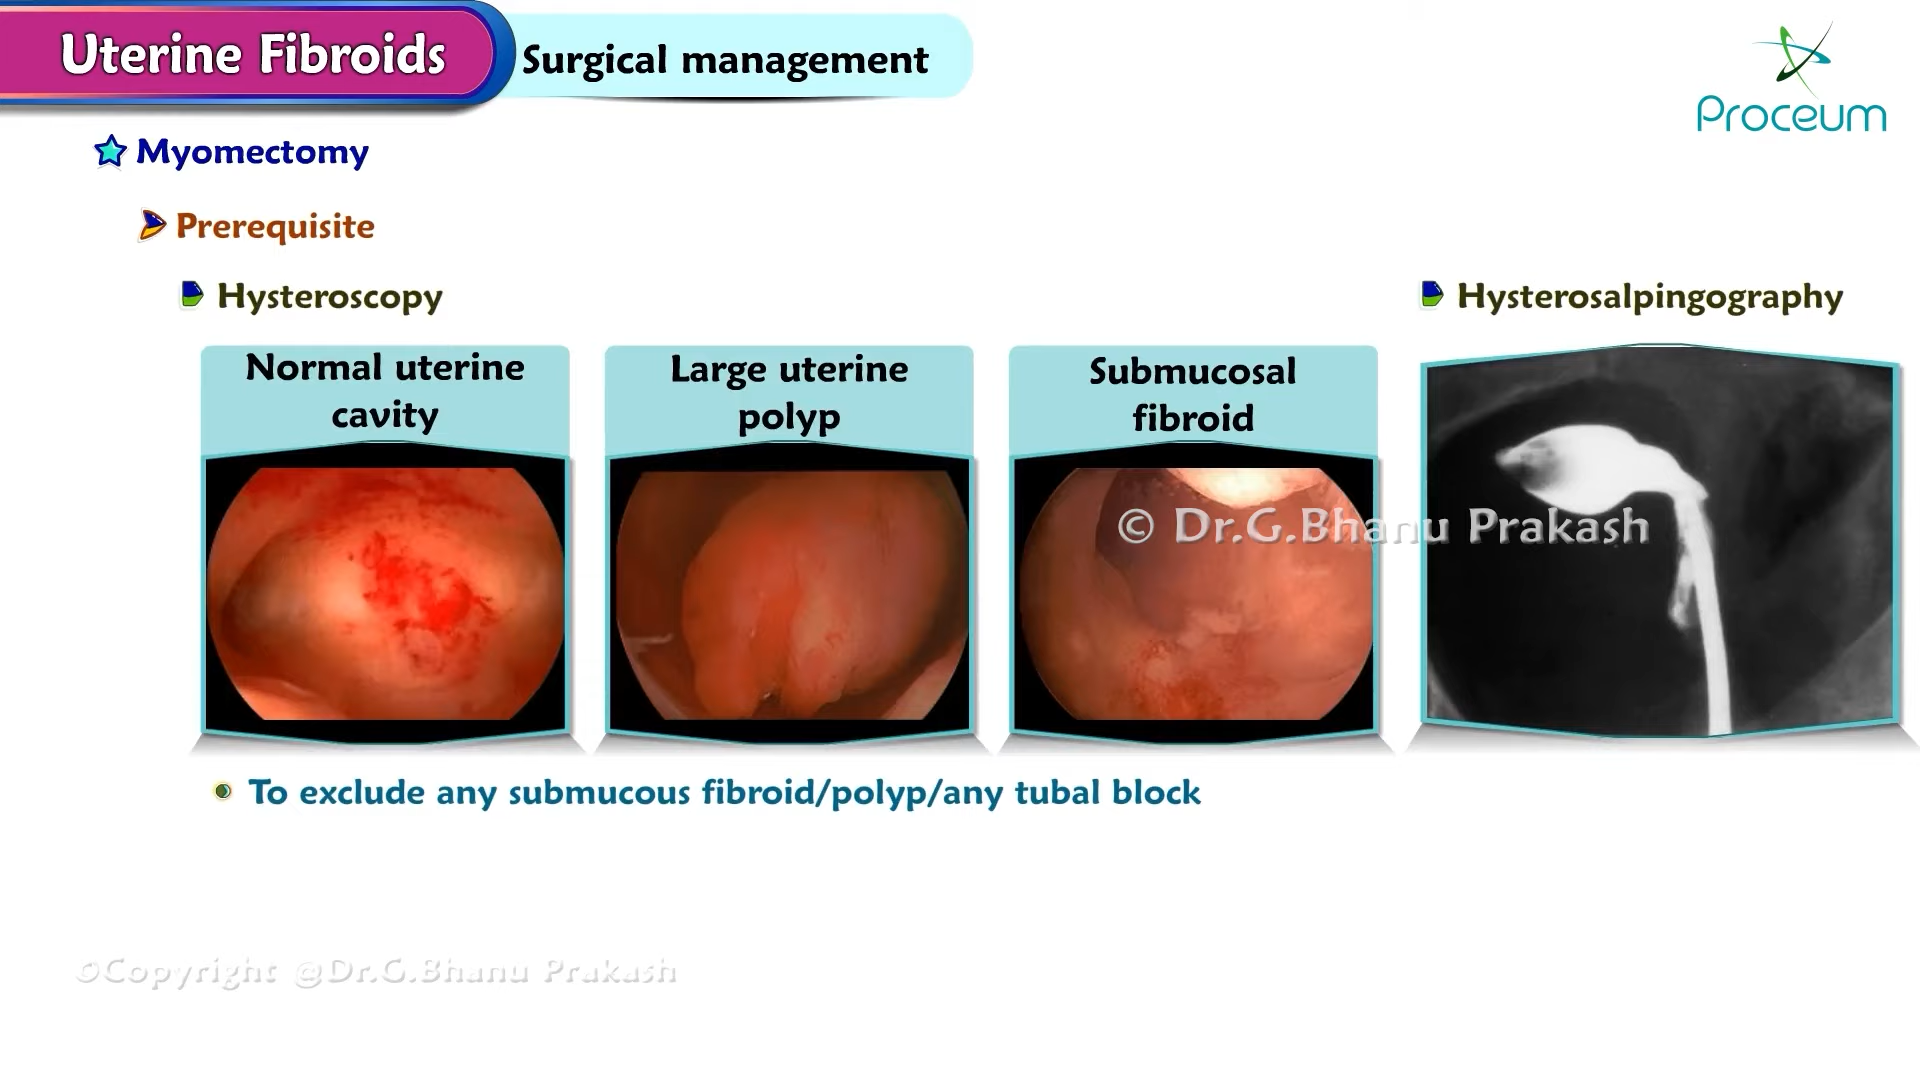 Uterine Fibroids
Surgical management
Proceum
Myomectomy
Prerequisite
Hysteroscopy
Hysterosalpingography
Normal uterine
cavity
Large uterine
polyp
Submucosal
fibroid
© Dr.G.Bhanu Prakash
To exclude any submucous fibroid/polyp/any tubal block
©Copyright @Dr.G.Bhanu Prakash